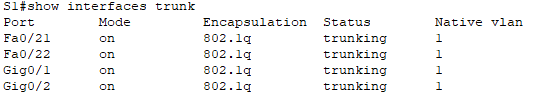 S1#show interfaces trunk
Port Mode Encapsulation Status Native vlan
Fa0/21 on 802.1q trunking 1
Fa0/22 on 802.1q trunking 1
Gig0/1 on 802.1q trunking 1
Gig0/2 on 802.1q trunking 1